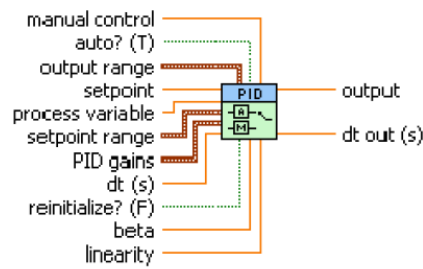 manual control
auto? (T)
output range
setpoint
process variable
setpoint range
PID gains
dt (s)
reinitialize? (F)
beta
linearity
PID
A
M
output
dt out (s)